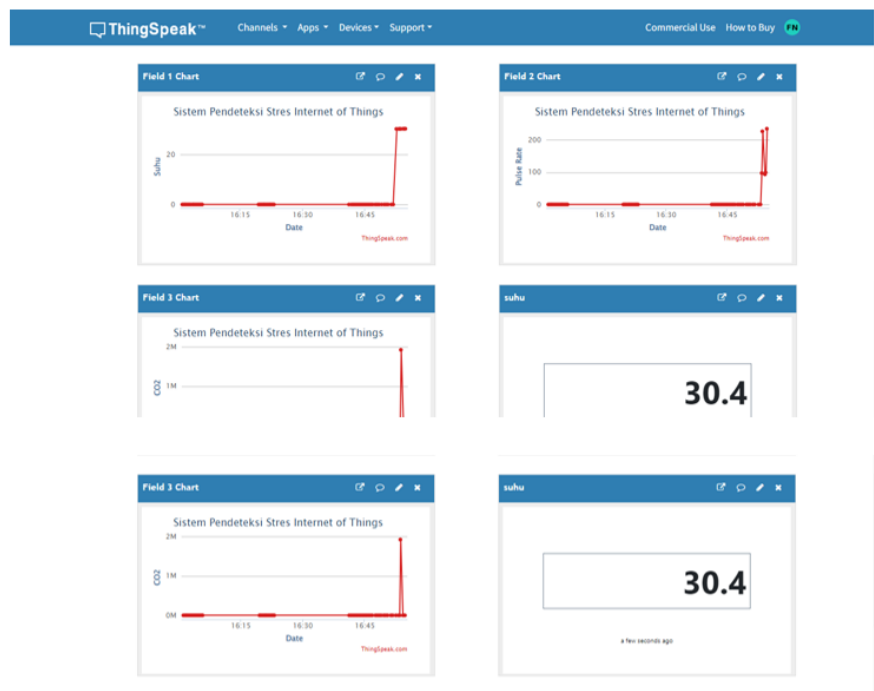 ThingSpeak™ Channels Apps Devices Support Commercial Use How to Buy FN
Field 1 Chart
Sistem Pendeteksi Stres Internet of Things
Suhu
20
0
16:15 16:30 16:45
Date
ThingSpeak.com
Field 2 Chart
Sistem Pendeteksi Stres Internet of Things
Pulse Rate
200
100
0
16:15 16:30 16:45
Date
ThingSpeak.com
Field 3 Chart
Sistem Pendeteksi Stres Internet of Things
CO2
2M
1M
suhu
30.4
Field 3 Chart
Sistem Pendeteksi Stres Internet of Things
CO2
2M
1M
0M
16:15 16:30 16:45
Date
ThingSpeak.com
suhu
30.4
a few seconds ago